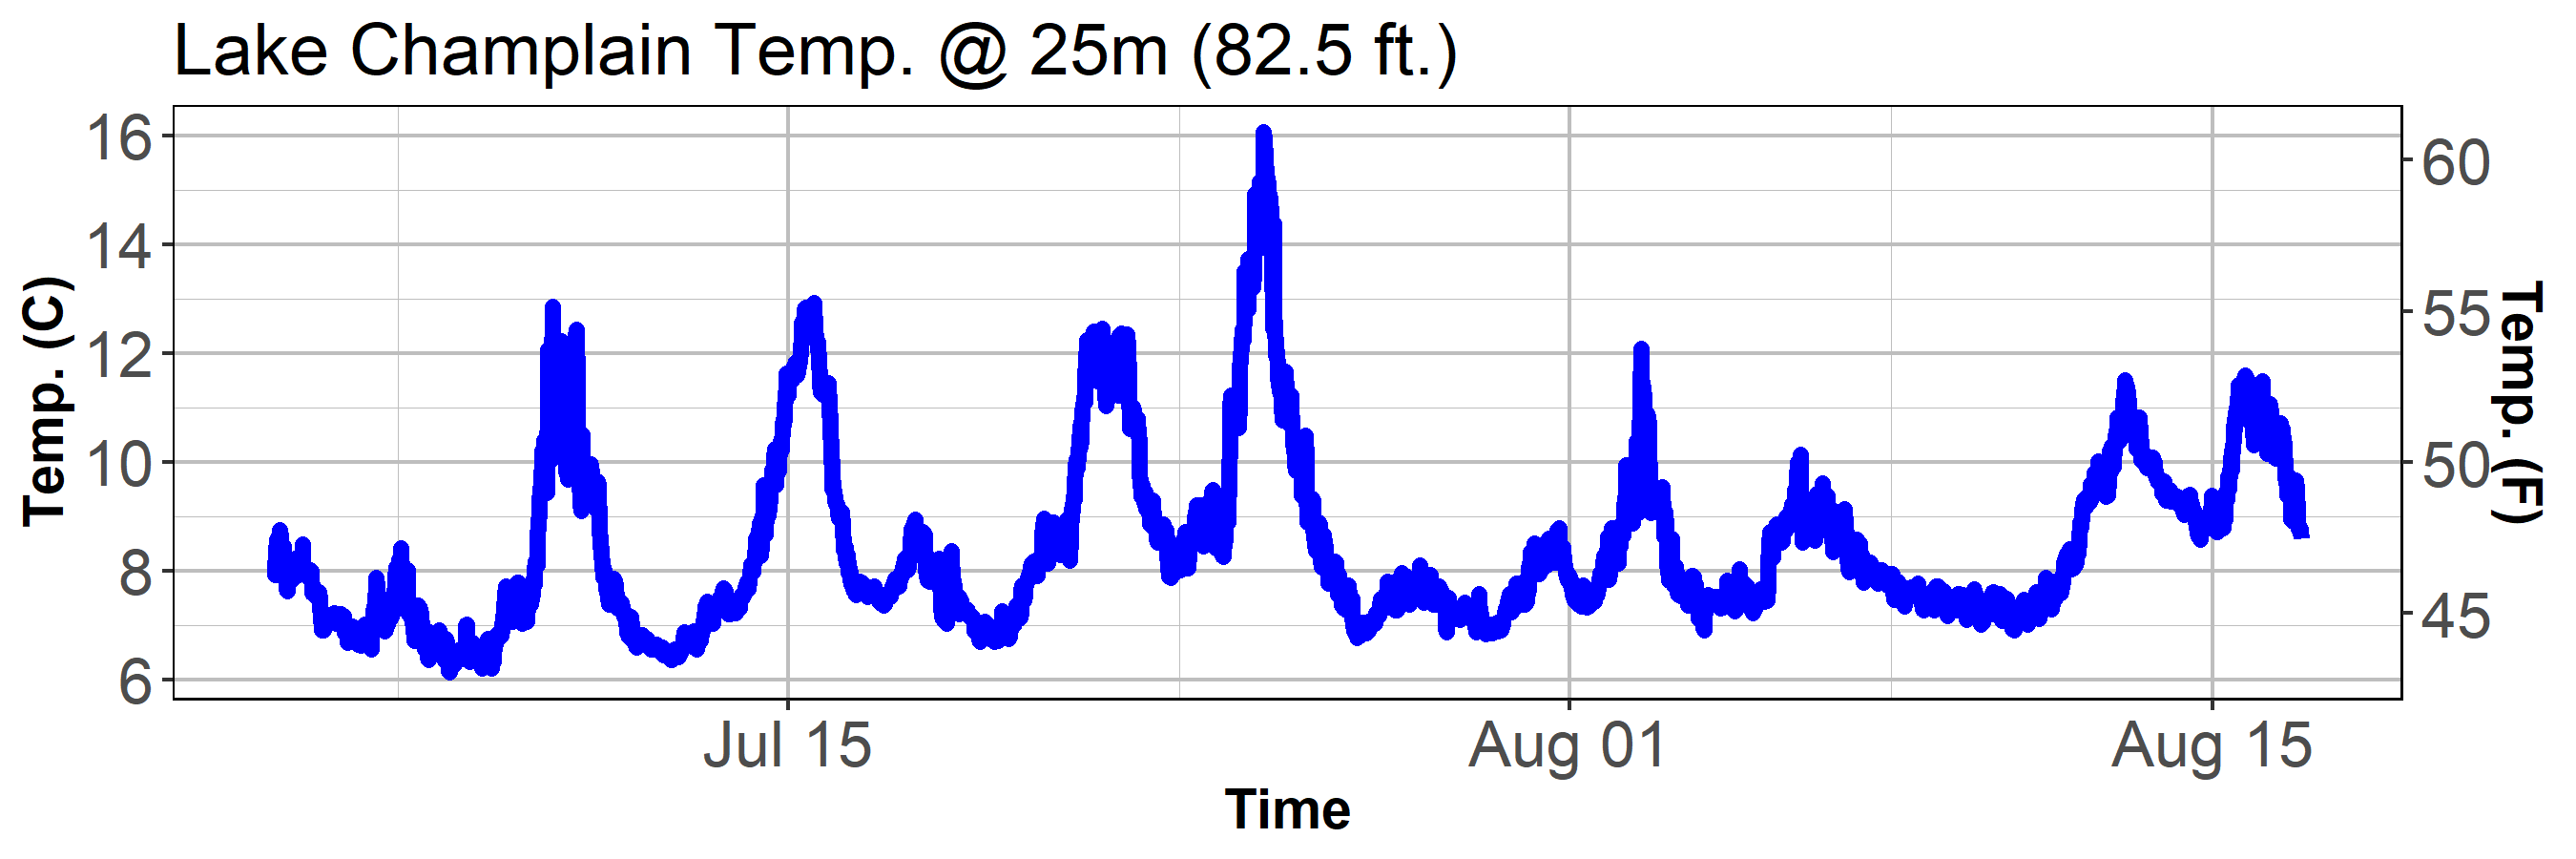 Lake Champlain Temp. @ 25m (82.5 ft.)
Temp. (C)
16
14
12
10
8
6
60
55
50
45
Temp. (F)
Jul 15
Aug 01
Aug 15
Time